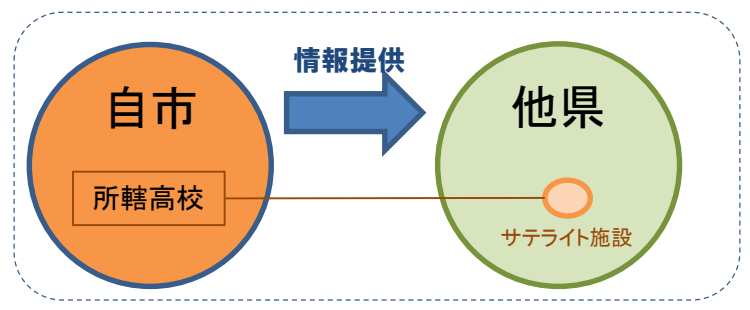 情報提供
自市
他県
所轄高校
サテライト施設